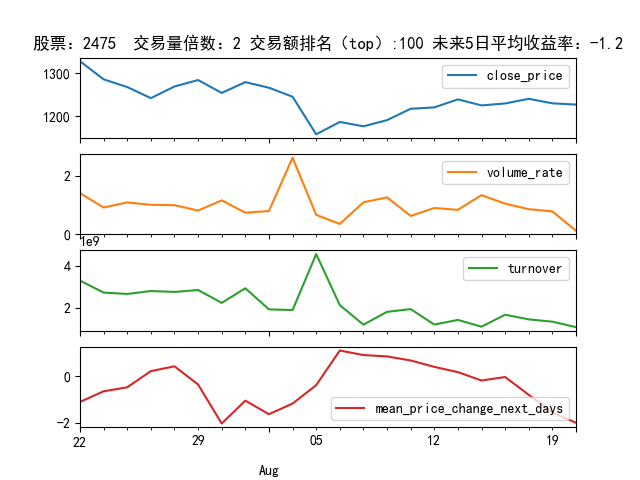 股票：2475  交易量倍数：2 交易额排名（top）:100 未来5日平均收益率：-1.2
1300
1200
close_price
2
0
volume_rate
1e9
4
2
turnover
0
-2
mean_price_change_next_days
22 29 05 12 19
Aug